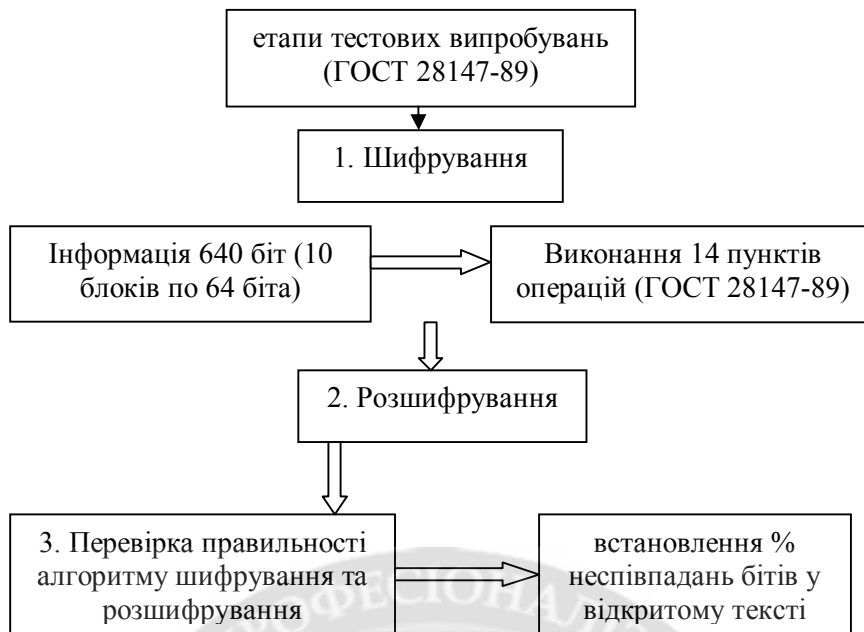 етапи тестових випробувань
(ГОСТ 28147-89)
1. Шифрування
Інформація 640 біт (10
блоків по 64 біта)
Виконання 14 пунктів
операцій (ГОСТ 28147-89)
2. Розшифрування
3. Перевірка правильності
алгоритму шифрування та
розшифрування
встановлення %
неспівпадань бітів у
відкритому тексті